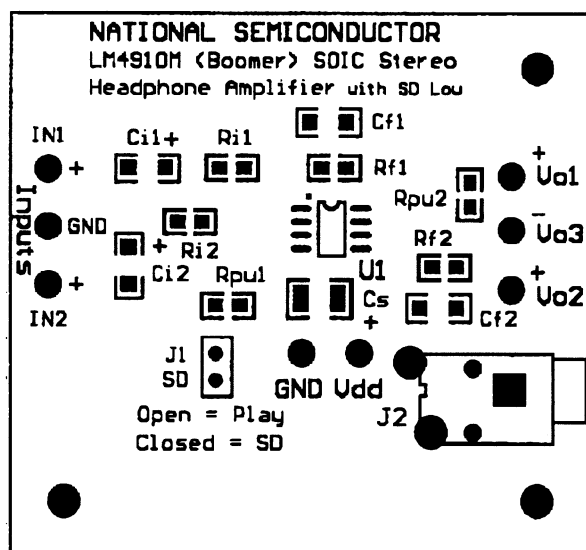 NATIONAL SEMICONDUCTOR
LM4910M (Boomer) SOIC Stereo
Headphone Amplifier with SD Low
Cf1
IN1
Ci1+
Ri1
Rf1
+
+
Vo1
Rpu2
Inputs
GND
-
Vo3
Ri2
Rf2
+
Ci2
U1
+
Rpu1
+
Vo2
IN2
Cs
Cf2
+
J1
SD
GND Vdd
J2
Open = Play
Closed = SD